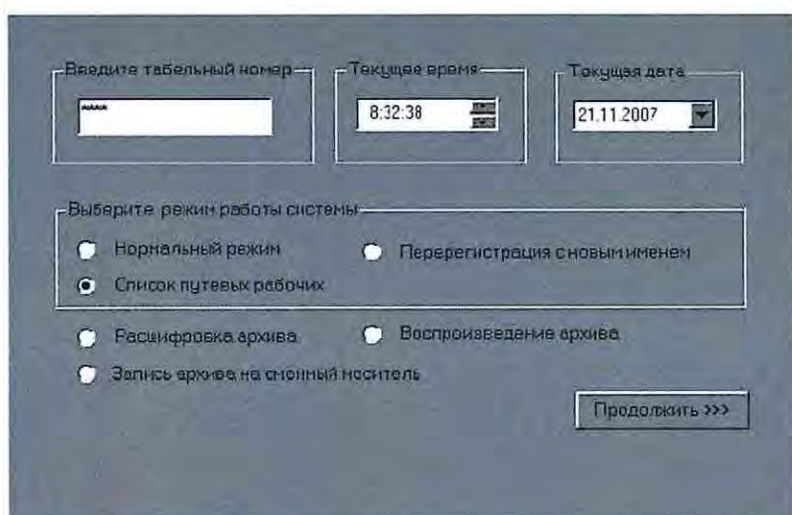 Введите табельный номер
Текущее время
Текущая дата
****
8:32:38
21.11.2007
Выберите режим работы системы
Нормальный режим
Перерегистрация с новым именем
Список путевых рабочих
Расшифровка архива
Воспроизведение архива
Запись архива на сменный носитель
Продолжить >>>